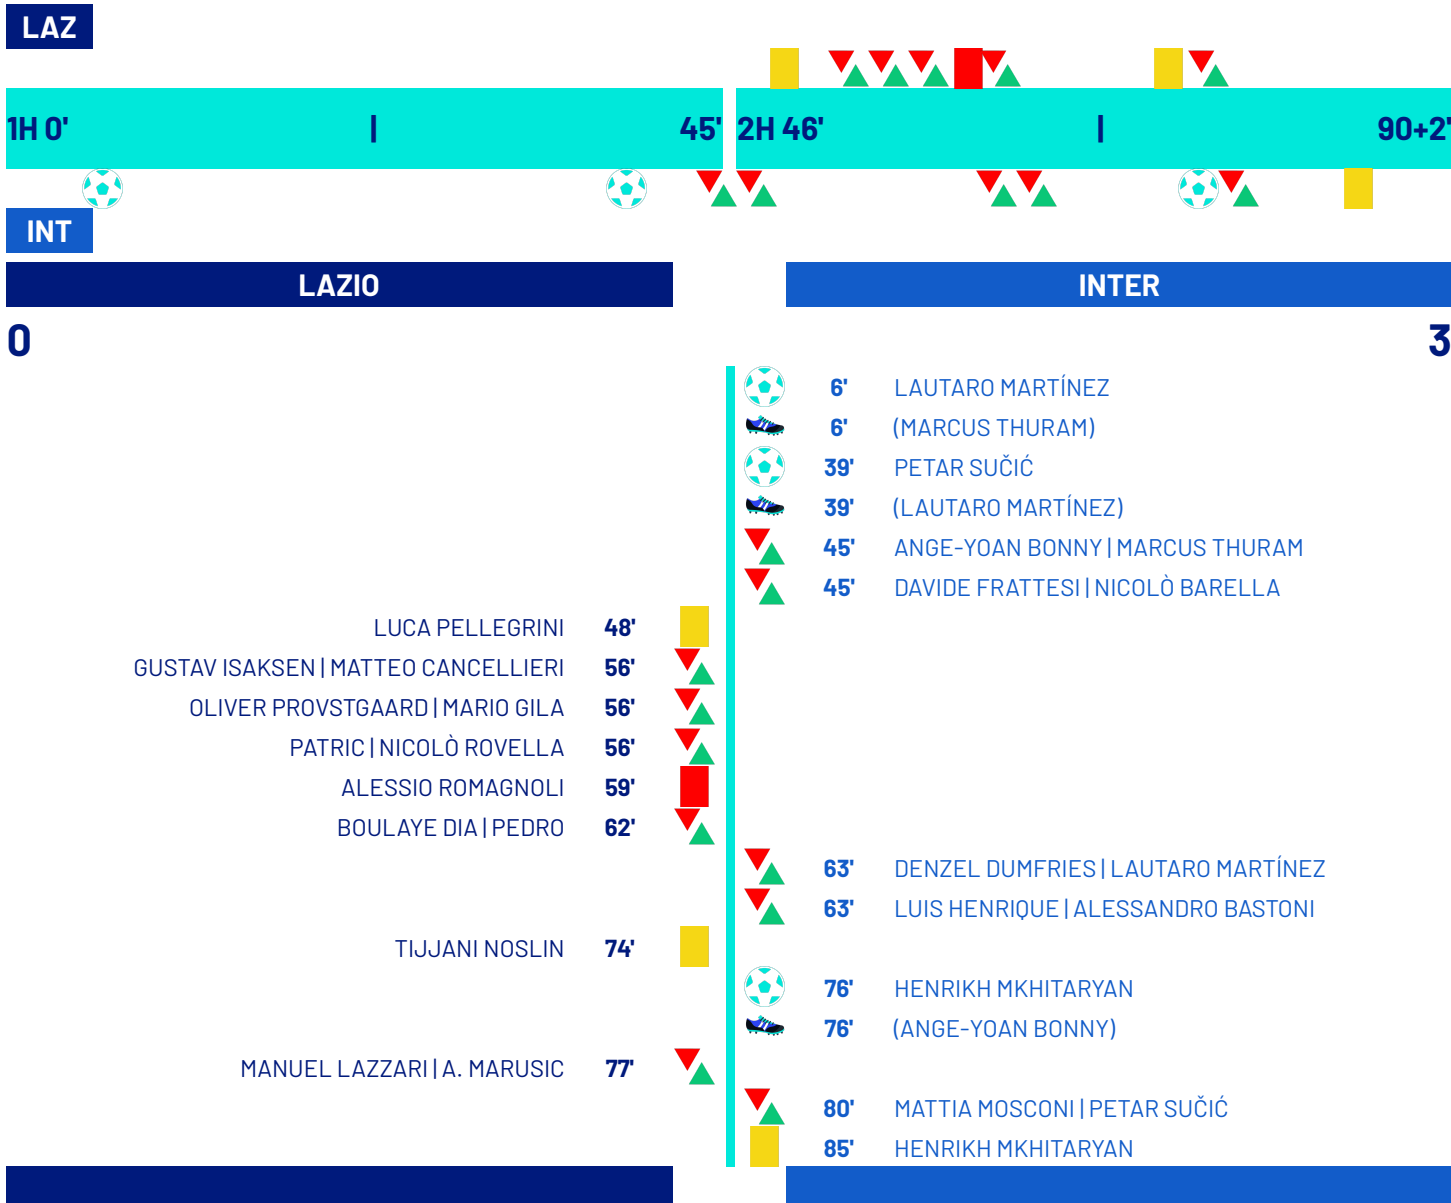 LAZ
1H 0' | 45' 2H 46' | 90+2'
INT
LAZIO INTER
0 3
6' LAUTARO MARTÍNEZ
6' (MARCUS THURAM)
39' PETAR SUČIĆ
39' (LAUTARO MARTÍNEZ)
45' ANGE-YOAN BONNY | MARCUS THURAM
45' DAVIDE FRATTESI | NICOLÒ BARELLA
LUCA PELLEGRINI 48'
GUSTAV ISAKSEN | MATTEO CANCELLIERI 56'
OLIVER PROVSTGAARD | MARIO GILA 56'
PATRIC | NICOLÒ ROVELLA 56'
ALESSIO ROMAGNOLI 59'
BOULAYE DIA | PEDRO 62'
63' DENZEL DUMFRIES | LAUTARO MARTÍNEZ
63' LUIS HENRIQUE | ALESSANDRO BASTONI
TIJJANI NOSLIN 74'
76' HENRIKH MKHITARYAN
76' (ANGE-YOAN BONNY)
MANUEL LAZZARI | A. MARUSIC 77'
80' MATTIA MOSCONI | PETAR SUČIĆ
85' HENRIKH MKHITARYAN